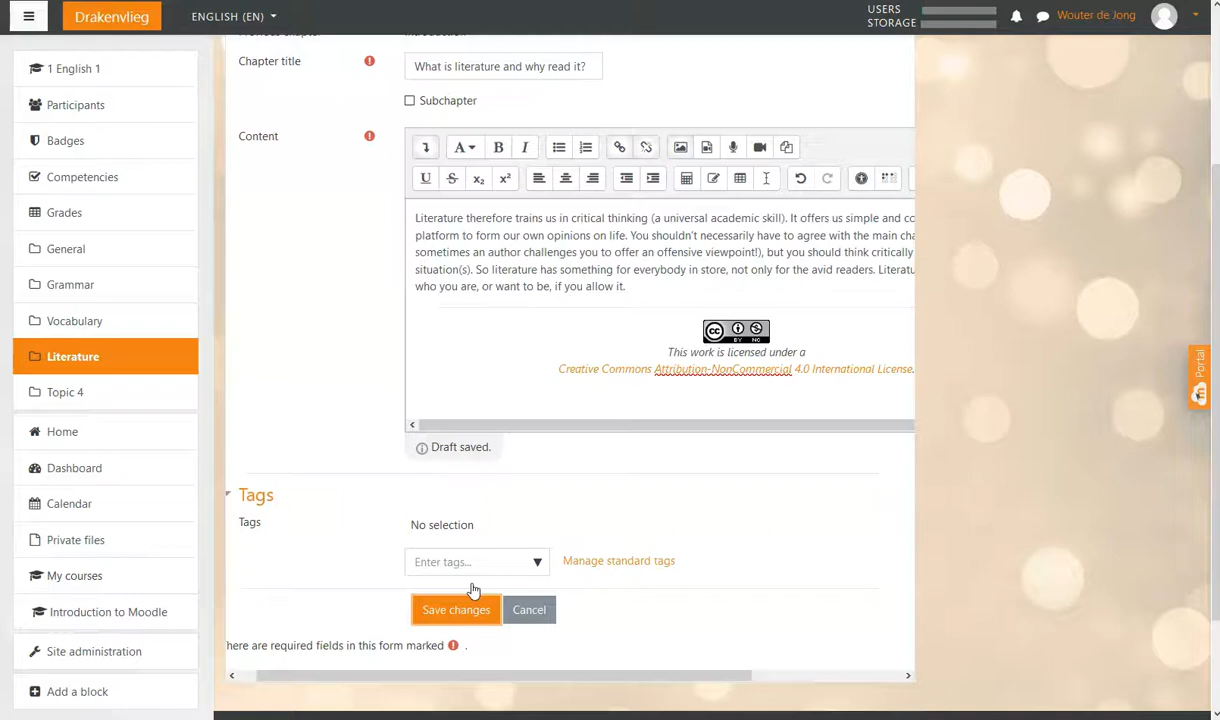 Drakenvlieg
ENGLISH (EN)
USERS
STORAGE
Wouter de Jong
1 English 1
Participants
Badges
Competencies
Grades
General
Grammar
Vocabulary
Literature
Topic 4
Home
Dashboard
Calendar
Private files
My courses
Introduction to Moodle
Site administration
Add a block
Chapter title
What is literature and why read it?
Subchapter
Content
Literature therefore trains us in critical thinking (a universal academic skill). It offers us simple and
platform to form our own opinions on life. You shouldn't necessarily have to agree with the main
sometimes an author challenges you to offer an offensive viewpoint!), but you should think critically
situation(s). So literature has something for everybody in store, not only for the avid readers.
who you are, or want to be, if you allow it.
CC BY NC
This work is licensed under a
Creative Commons Attribution-NonCommercial 4.0 International License.
Draft saved.
Tags
Tags
No selection
Enter tags...
Manage standard tags
Save changes
Cancel
here are required fields in this form marked .
Portal